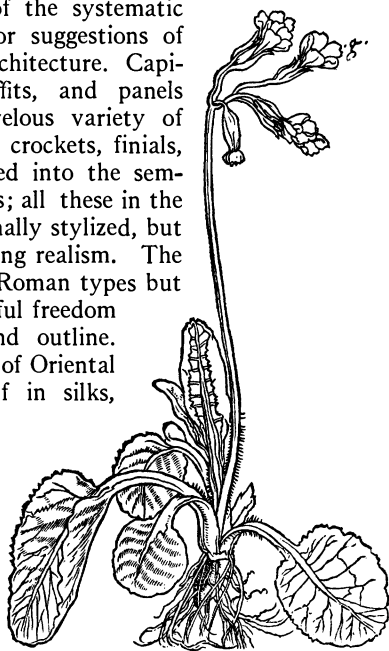 of the systematic
or suggestions of
chitecture. Capi-
ffits, and panels
velous variety of
crockets, finials,
ed into the sem-
s; all these in the
nally stylized, but
ng realism. The
Roman types but
ful freedom
nd outline.
of Oriental
f in silks,